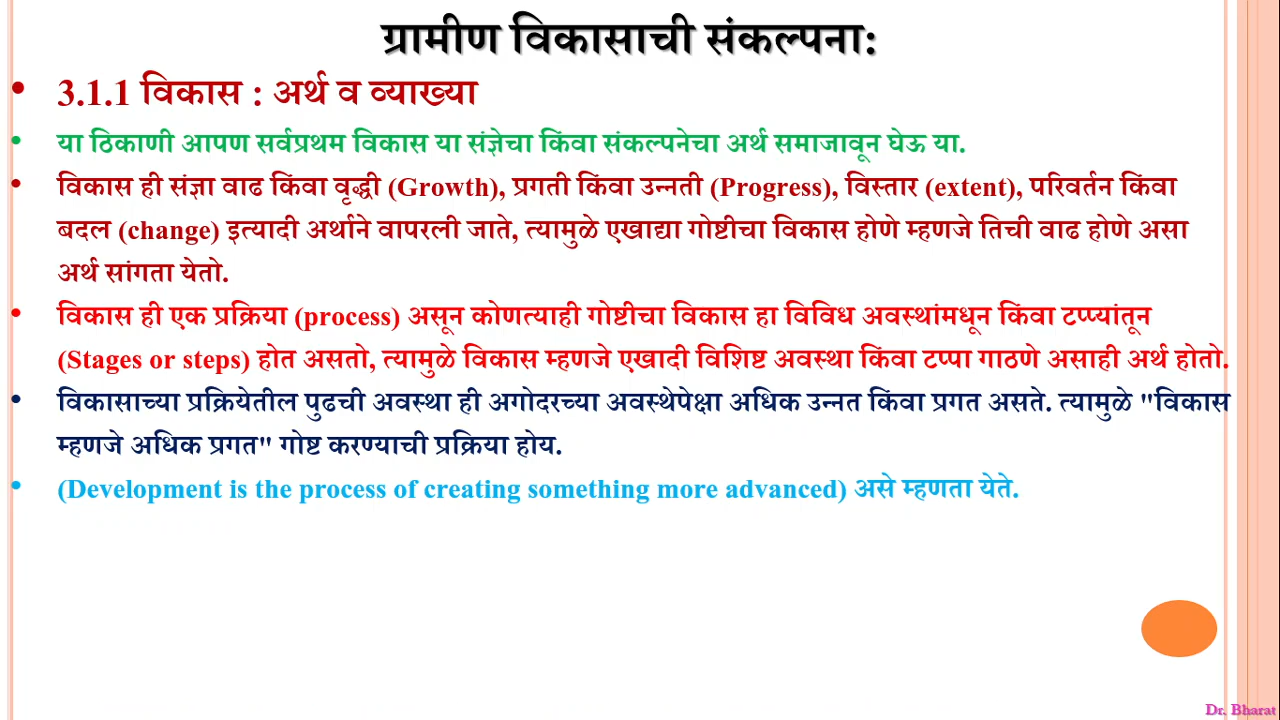 ग्रामीण विकासाची संकल्पना:
• 3.1.1 विकास : अर्थ व व्याख्या
• या ठिकाणी आपण सर्वप्रथम विकास या संज्ञेचा किंवा संकल्पनेचा अर्थ समाजावून घेऊ या.
• विकास ही संज्ञा वाढ किंवा वृद्धी (Growth), प्रगती किंवा उन्नती (Progress), विस्तार (extent), परिवर्तन किंवा
बदल (change) इत्यादी अर्थाने वापरली जाते, त्यामुळे एखाद्या गोष्टीचा विकास होणे म्हणजे तिची वाढ होणे असा
अर्थ सांगता येतो.
• विकास ही एक प्रक्रिया (process) असून कोणत्याही गोष्टीचा विकास हा विविध अवस्थांमधून किंवा टप्प्यांतून
(Stages or steps) होत असतो, त्यामुळे विकास म्हणजे एखादी विशिष्ट अवस्था किंवा टप्पा गाठणे असाही अर्थ होतो.
• विकासाच्या प्रक्रियेतील पुढची अवस्था ही अगोदरच्या अवस्थेपेक्षा अधिक उन्नत किंवा प्रगत असते. त्यामुळे "विकास
म्हणजे अधिक प्रगत" गोष्ट करण्याची प्रक्रिया होय.
• (Development is the process of creating something more advanced) असे म्हणता येते.
Dr. Bharat